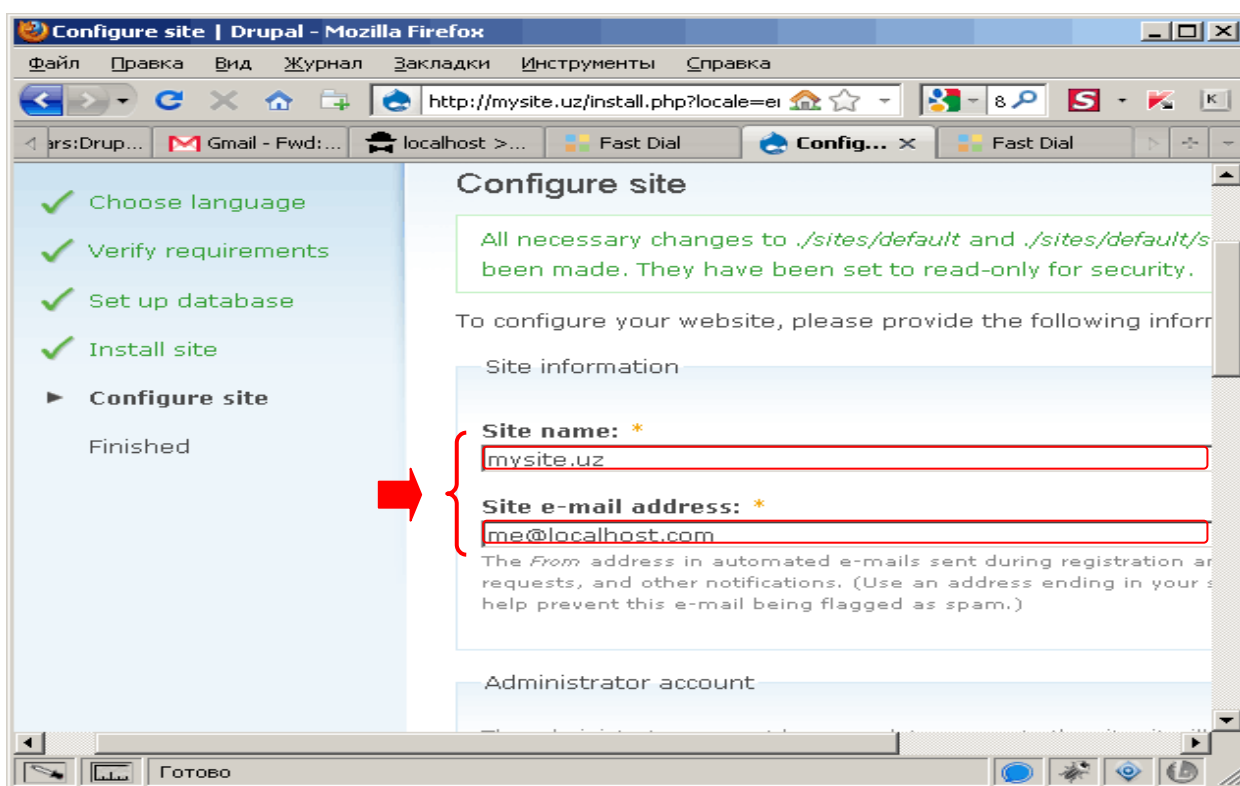 Configure site | Drupal - Mozilla Firefox
Файл Правка Вид Журнал Закладки Инструменты Справка
http://mysite.uz/install.php?locale=er 8 S K
ars:Drup... Gmail - Fwd:... localhost >... Fast Dial Config... Fast Dial
Choose language
Verify requirements
Set up database
Install site
Configure site
Finished
Configure site
All necessary changes to ./sites/default and ./sites/default/s
been made. They have been set to read-only for security.
To configure your website, please provide the following inforr
Site information
Site name: *
mysite.uz
Site e-mail address: *
me@localhost.com
The From address in automated e-mails sent during registration ar
requests, and other notifications. (Use an address ending in your s
help prevent this e-mail being flagged as spam.)
Administrator account
Готово